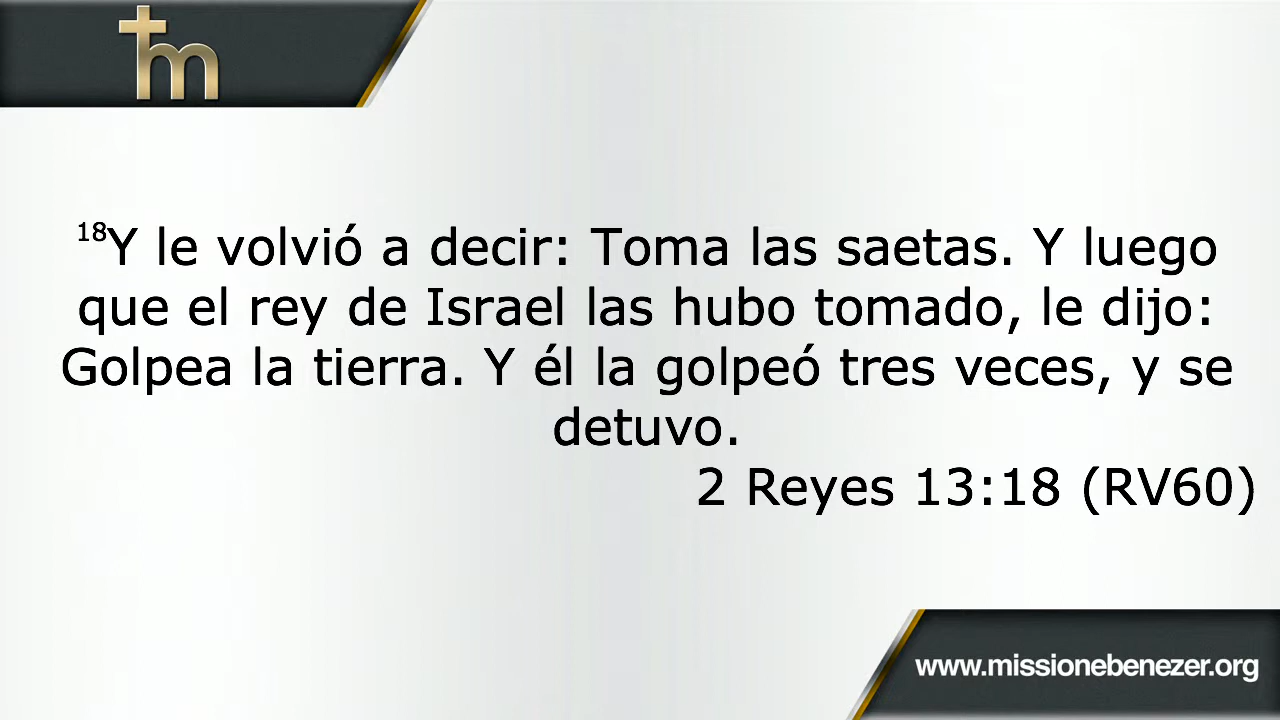 m
18Y le volvió a decir: Toma las saetas. Y luego
que el rey de Israel las hubo tomado, le dijo:
Golpea la tierra. Y él la golpeó tres veces, y se
detuvo.
2 Reyes 13:18 (RV60)
www.missionebenezer.org